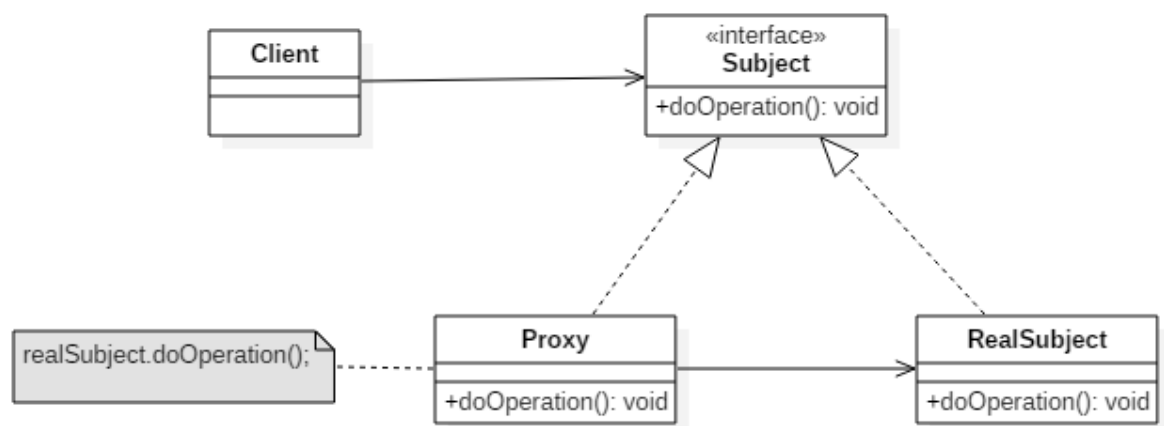 Client
«interface»
Subject
+doOperation(): void
realSubject.doOperation();
Proxy
+doOperation(): void
RealSubject
+doOperation(): void